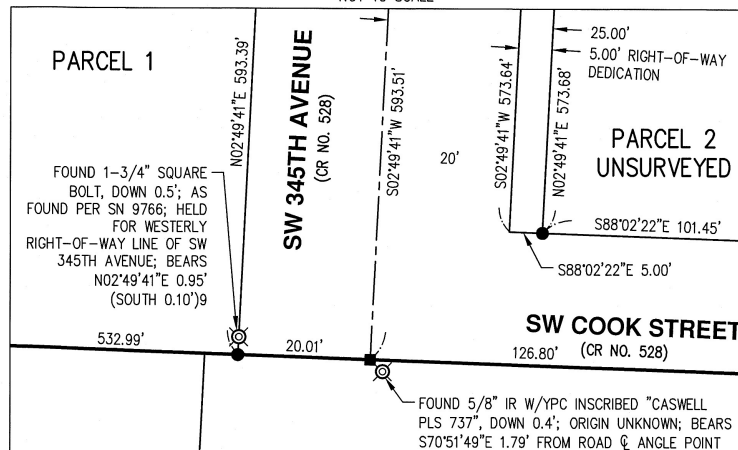 PARCEL 1
N02°49'41"E 593.39'
SW 345TH AVENUE
(CR NO. 528)
S02°49'41"W 593.51'
20'
S02°49'41"W 573.64'
N02°49'41"E 573.68'
25.00'
5.00' RIGHT-OF-WAY
DEDICATION
PARCEL 2
UNSURVEYED
FOUND 1-3/4" SQUARE
BOLT, DOWN 0.5'; AS
FOUND PER SN 9766; HELD
FOR WESTERLY
RIGHT-OF-WAY LINE OF SW
345TH AVENUE; BEARS
N02°49'41"E 0.95'
(SOUTH 0.10')9
S88°02'22"E 101.45'
S88°02'22"E 5.00'
532.99'
20.01'
126.80'
SW COOK STREET
(CR NO. 528)
FOUND 5/8" IR W/YPC INSCRIBED "CASWELL
PLS 737", DOWN 0.4'; ORIGIN UNKNOWN; BEARS
S70°51'49"E 1.79' FROM ROAD ℄ ANGLE POINT